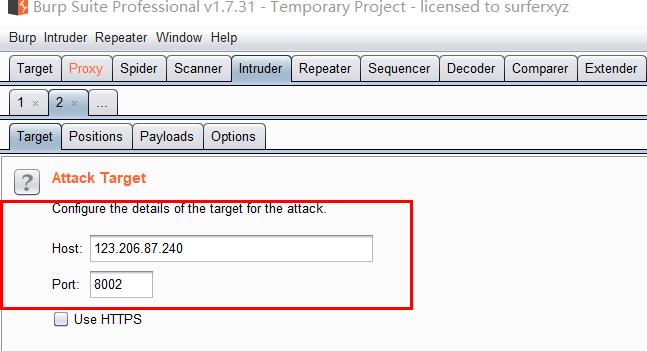 Burp Suite Professional v1.7.31 - Temporary Project - licensed to surferxyz
Burp Intruder Repeater Window Help
Target Proxy Spider Scanner Intruder Repeater Sequencer Decoder Comparer Extender
1 × 2 × ...
Target Positions Payloads Options
? Attack Target
Configure the details of the target for the attack.
Host: 123.206.87.240
Port: 8002
Use HTTPS